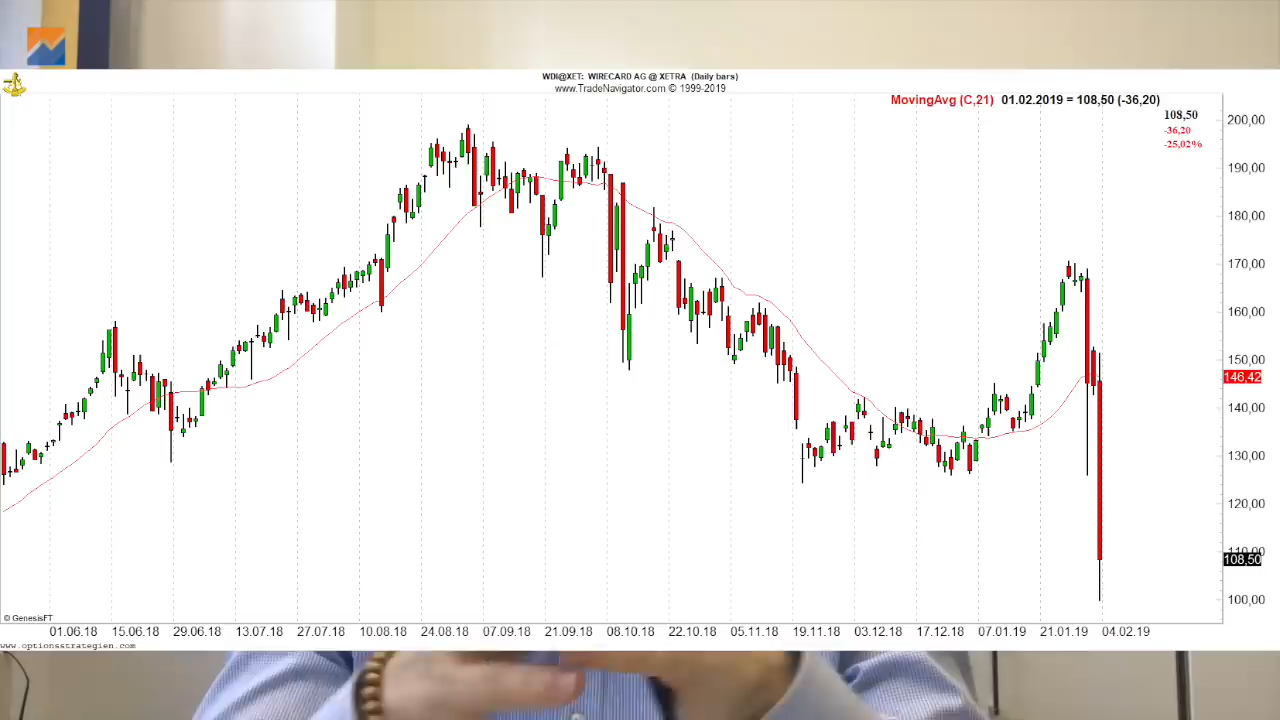 WDI@XET: WIRECARD AG @ XETRA (Daily bars)
www.TradeNavigator.com © 1999-2019
MovingAvg (C,21) 01.02.2019 = 108,50 (-36,20)
108,50
-36,20
-25,02%
200,00
190,00
180,00
170,00
160,00
150,00
146,42
140,00
130,00
120,00
110,00
108,50
100,00
© GenesisFT
01.06.18 15.06.18 29.06.18 13.07.18 27.07.18 10.08.18 24.08.18 07.09.18 21.09.18 08.10.18 22.10.18 05.11.18 19.11.18 03.12.18 17.12.18 07.01.19 21.01.19 04.02.19
www.optionsstrategien.com